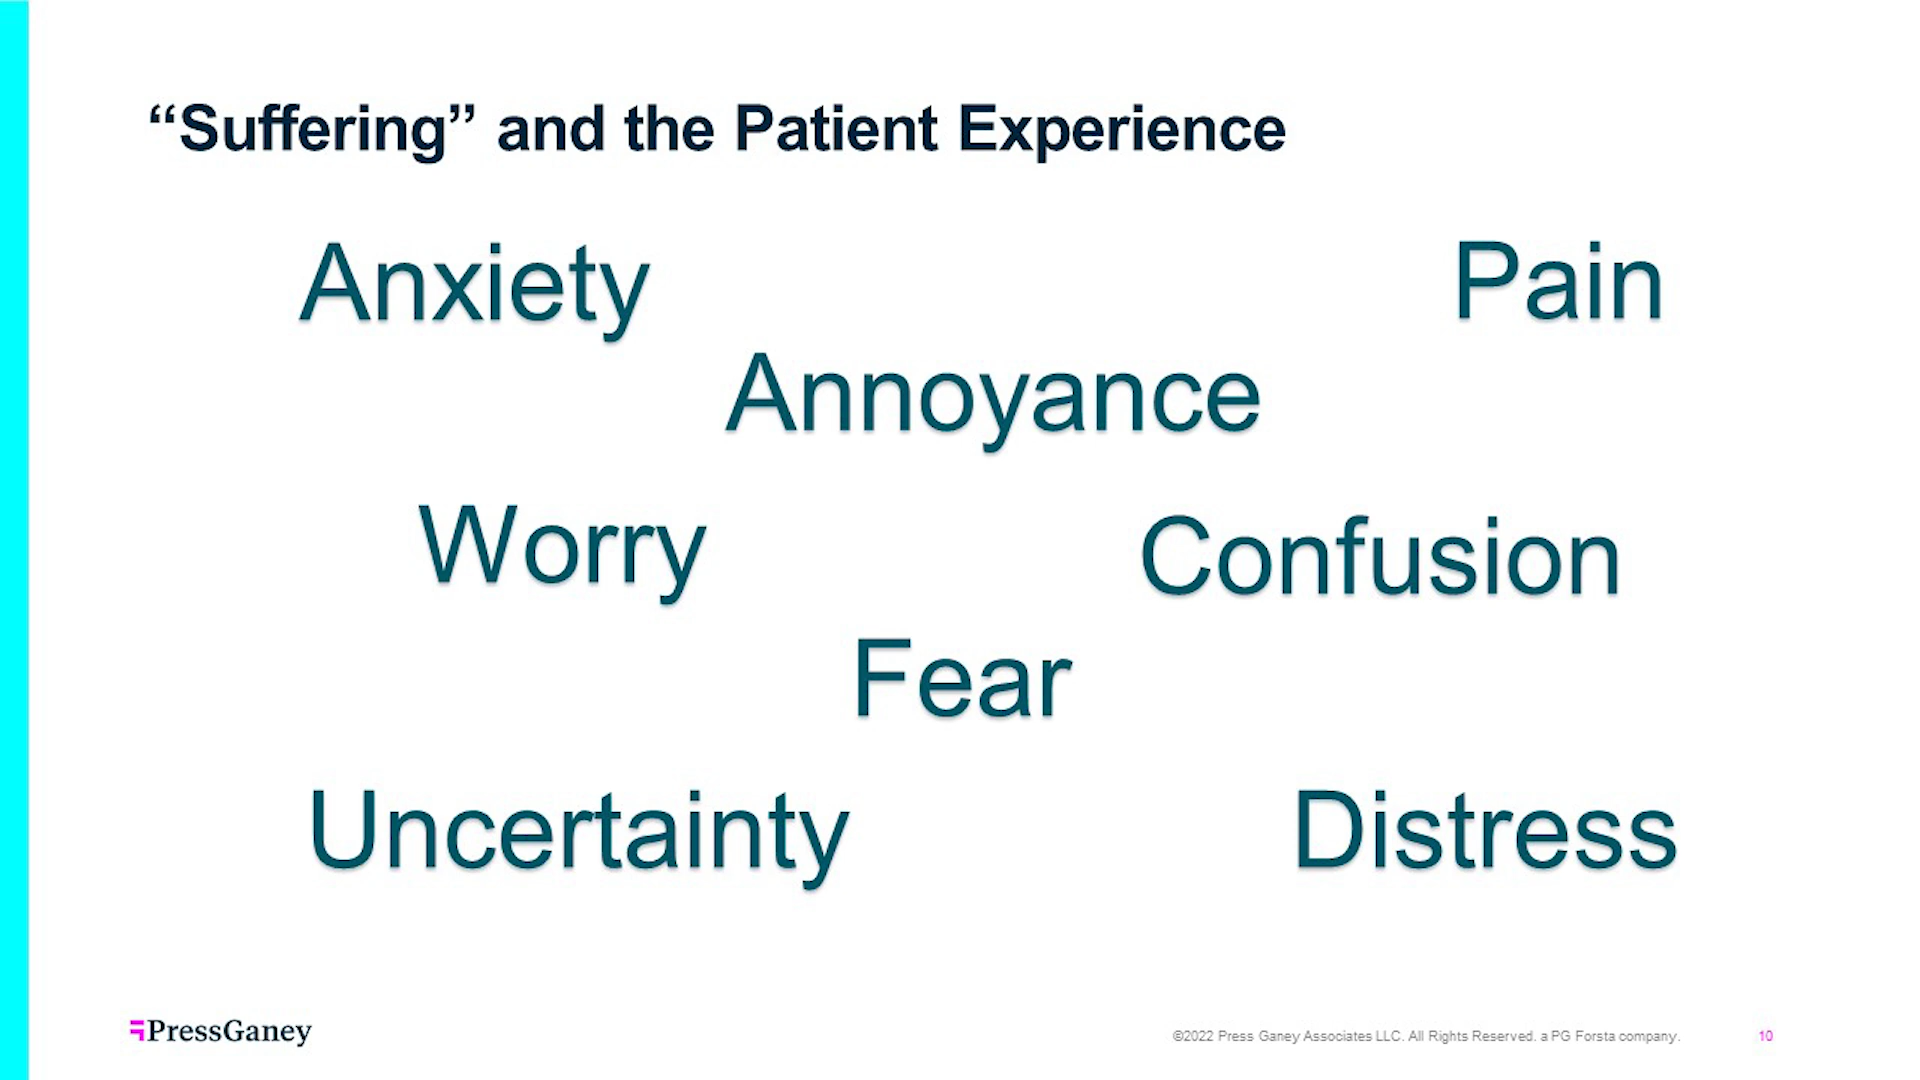 “Suffering” and the Patient Experience
Anxiety
Pain
Annoyance
Worry
Confusion
Fear
Uncertainty
Distress
PressGaney
©2022 Press Ganey Associates LLC. All Rights Reserved. a PG Forsta company.
10